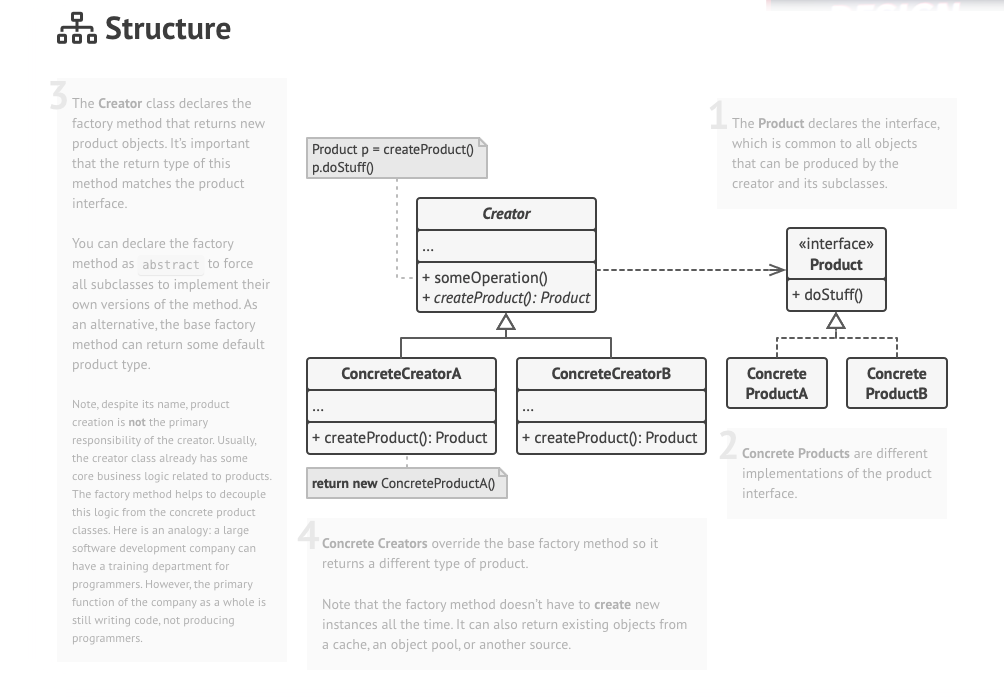 DESIGN
Structure
3
The Creator class declares the
factory method that returns new
product objects. It's important
that the return type of this
method matches the product
interface.
You can declare the factory
method as abstract to force
all subclasses to implement their
own versions of the method. As
an alternative, the base factory
method can return some default
product type.
Note, despite its name, product
creation is not the primary
responsibility of the creator. Usually,
the creator class already has some
core business logic related to products.
The factory method helps to decouple
this logic from the concrete product
classes. Here is an analogy: a large
software development company can
have a training department for
programmers. However, the primary
function of the company as a whole is
still writing code, not producing
programmers.
Product p = createProduct()
p.doStuff()
Creator
...
+ someOperation()
+ createProduct(): Product
ConcreteCreatorA
...
+ createProduct(): Product
ConcreteCreatorB
...
+ createProduct(): Product
return new ConcreteProductA()
1
The Product declares the interface,
which is common to all objects
that can be produced by the
creator and its subclasses.
«interface»
Product
+ doStuff()
Concrete
ProductA
Concrete
ProductB
2
Concrete Products are different
implementations of the product
interface.
4
Concrete Creators override the base factory method so it
returns a different type of product.
Note that the factory method doesn't have to create new
instances all the time. It can also return existing objects from
a cache, an object pool, or another source.